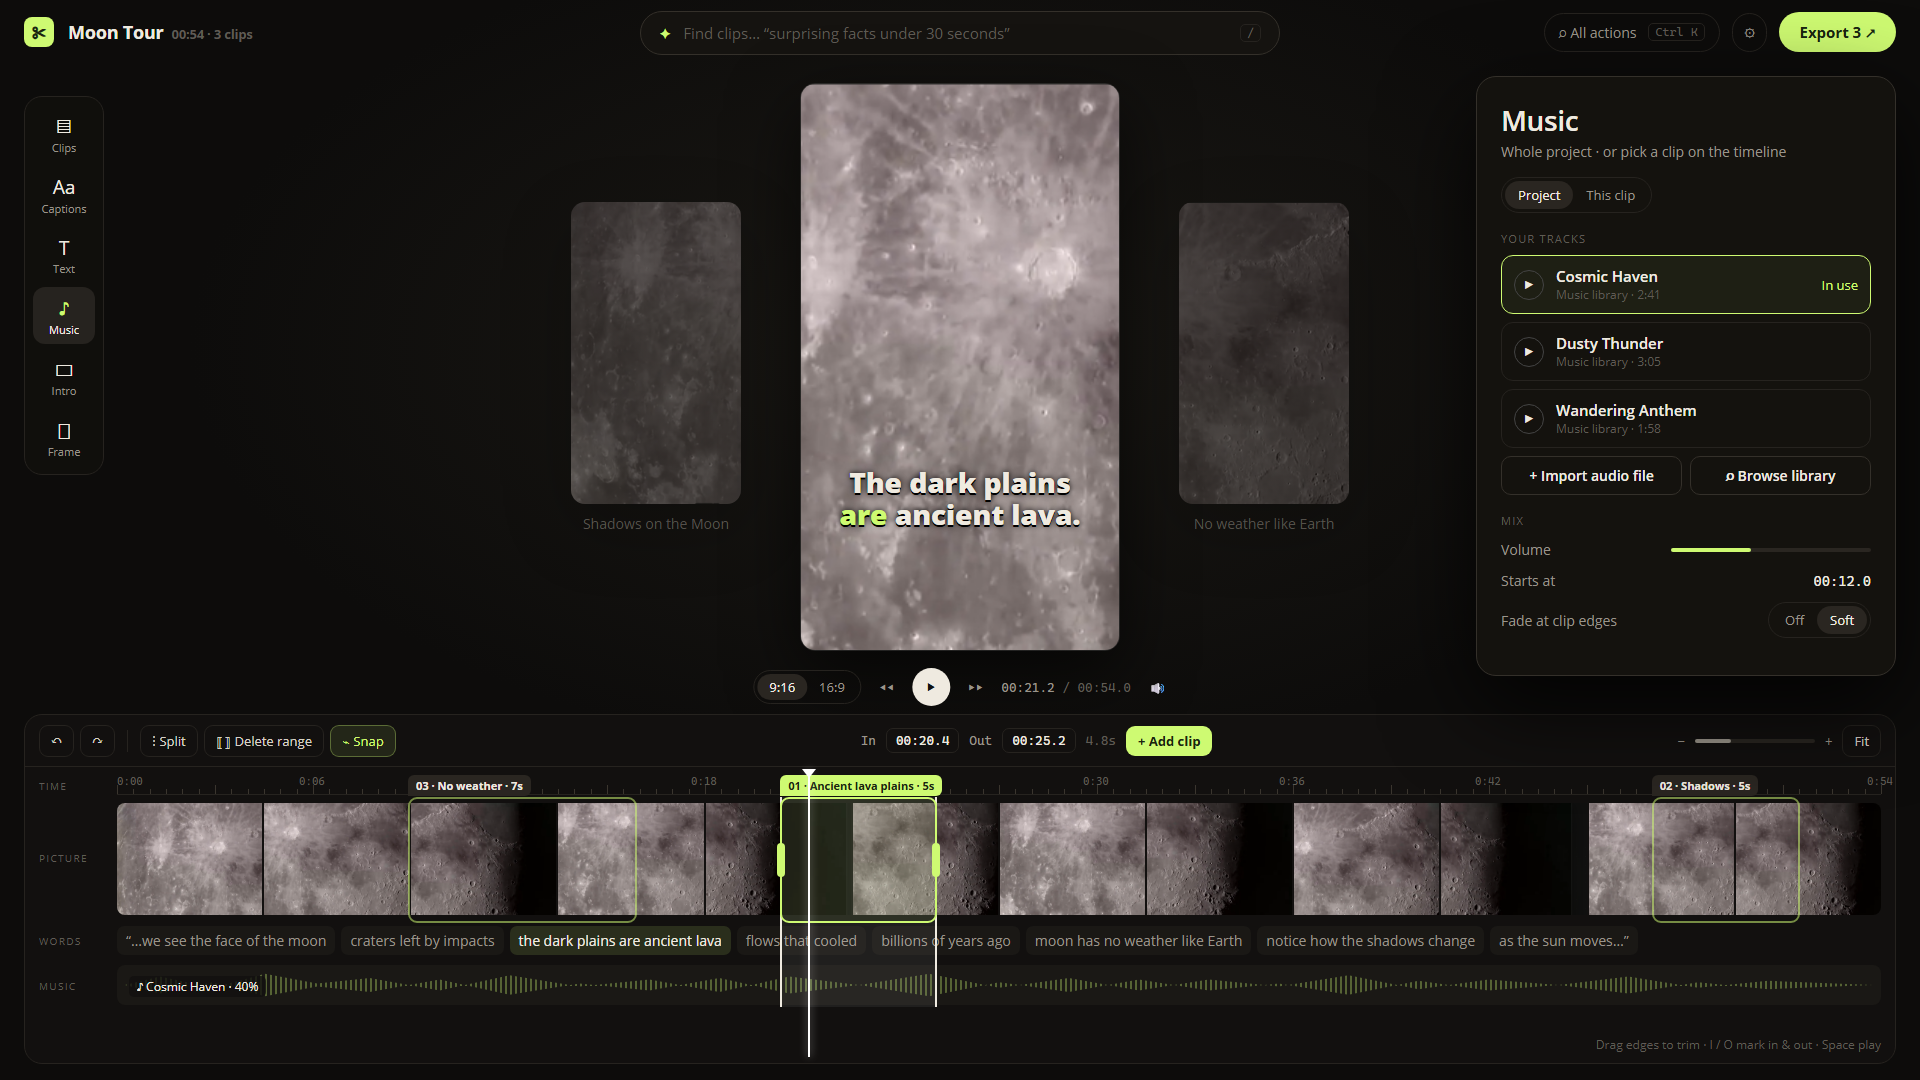 Moon Tour 00:54 · 3 clips
Find clips... “surprising facts under 30 seconds”
/
All actions Ctrl K
Export 3 ↗
Clips
Aa
Captions
T
Text
Music
Intro
Frame
Shadows on the Moon
The dark plains
are ancient lava.
No weather like Earth
Music
Whole project · or pick a clip on the timeline
Project This clip
YOUR TRACKS
Cosmic Haven
Music library · 2:41
In use
Dusty Thunder
Music library · 3:05
Wandering Anthem
Music library · 1:58
+ Import audio file
Browse library
MIX
Volume
Starts at 00:12.0
Fade at clip edges Off Soft
9:16 16:9 00:21.2 / 00:54.0
Split Delete range Snap
In 00:20.4 Out 00:25.2 4.8s + Add clip
− + Fit
TIME 0:00 0:06 0:18 0:30 0:36 0:42 0:54
03 · No weather · 7s
01 · Ancient lava plains · 5s
02 · Shadows · 5s
PICTURE
WORDS “...we see the face of the moon craters left by impacts the dark plains are ancient lava flows that cooled billions of years ago moon has no weather like Earth notice how the shadows change as the sun moves...”
MUSIC ♪ Cosmic Haven · 40%
Drag edges to trim · I / O mark in & out · Space play